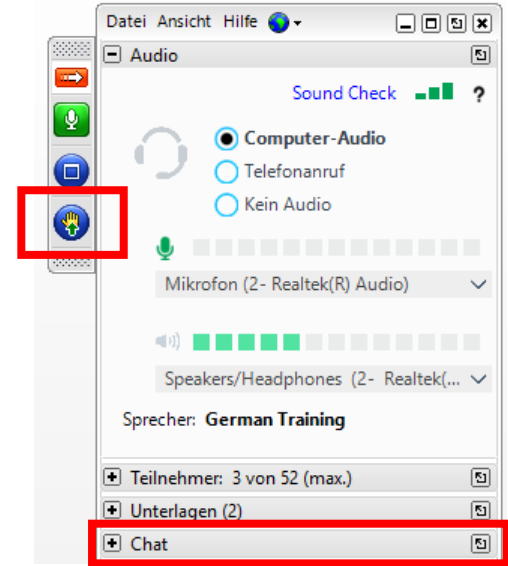 Datei Ansicht Hilfe
Audio
Sound Check ?
Computer-Audio
Telefonanruf
Kein Audio
Mikrofon (2- Realtek(R) Audio)
Speakers/Headphones (2- Realtek(...
Sprecher: German Training
Teilnehmer: 3 von 52 (max.)
Unterlagen (2)
Chat